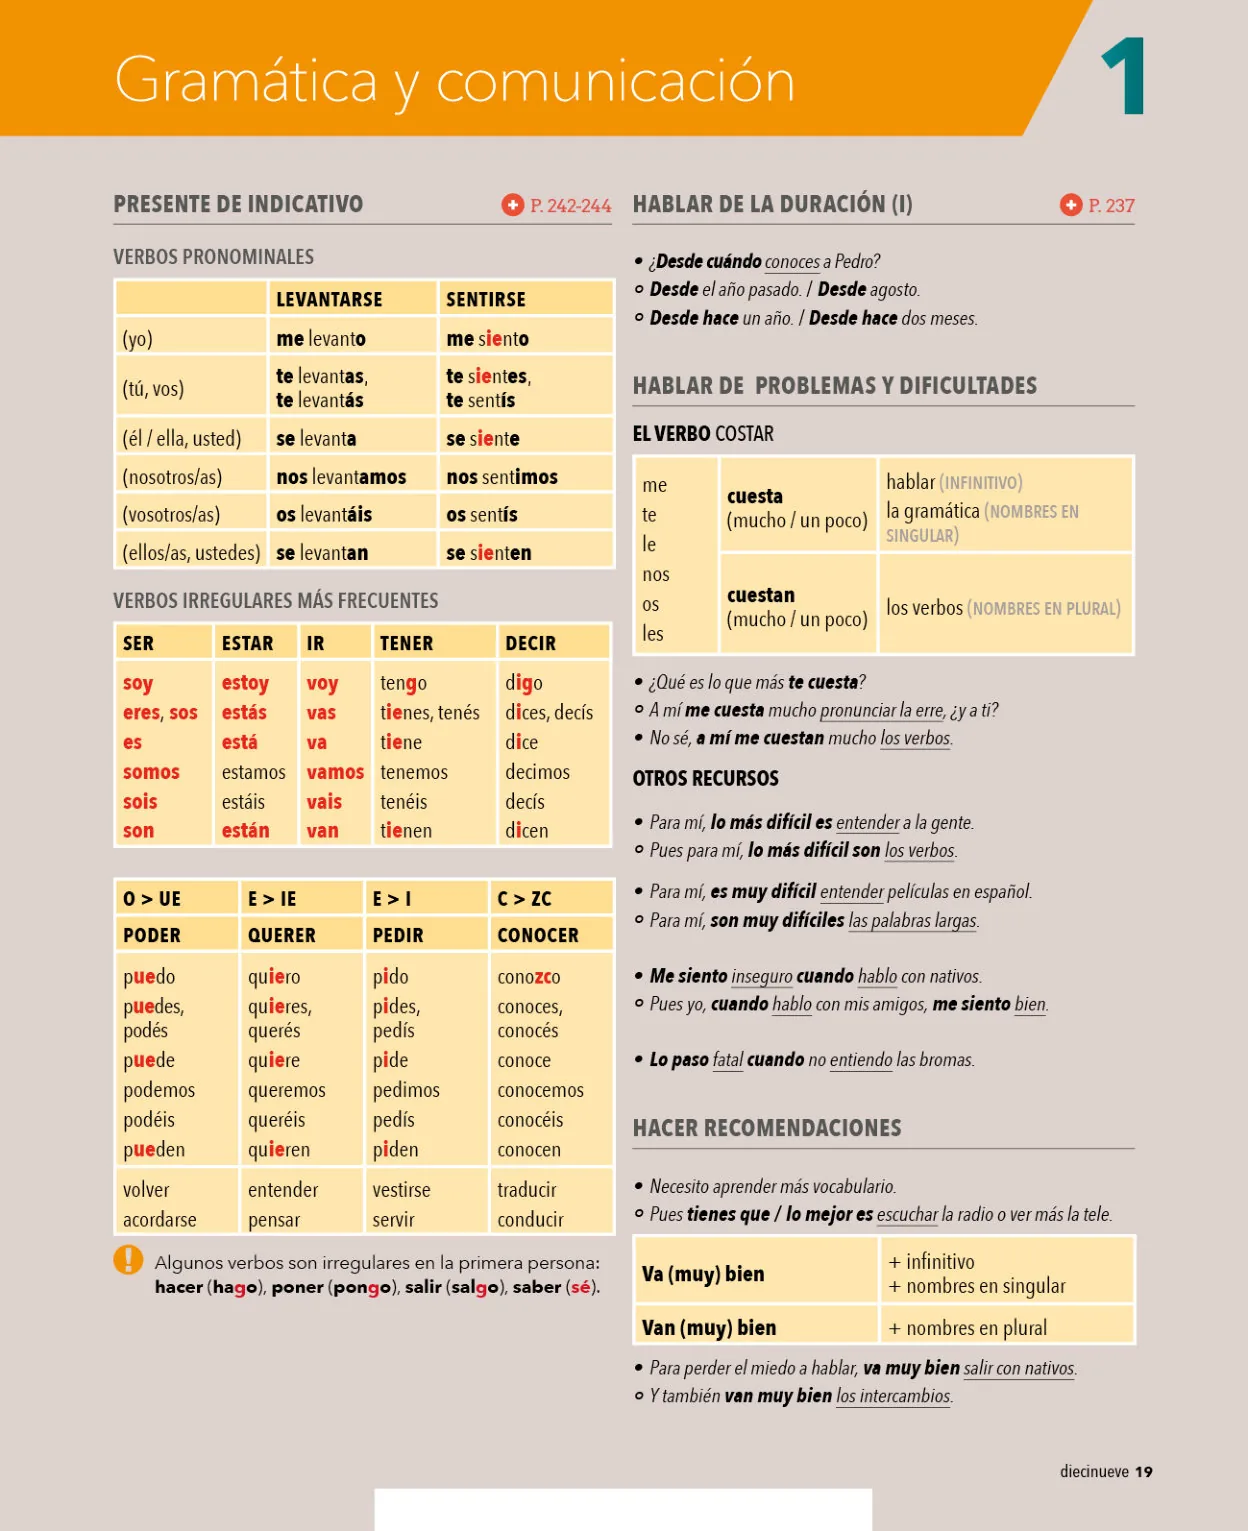 Gramática y comunicación
1
PRESENTE DE INDICATIVO
P. 242-244
VERBOS PRONOMINALES
LEVANTARSE SENTIRSE
(yo) me levanto me siento
(tú, vos) te levantas, te levantás te sientes, te sentís
(él / ella, usted) se levanta se siente
(nosotros/as) nos levantamos nos sentimos
(vosotros/as) os levantáis os sentís
(ellos/as, ustedes) se levantan se sienten
VERBOS IRREGULARES MÁS FRECUENTES
SER ESTAR IR TENER DECIR
soy estoy voy tengo digo
eres, sos estás vas tienes, tenés dices, decís
es está va tiene dice
somos estamos vamos tenemos decimos
sois estáis vais tenéis decís
son están van tienen dicen
O > UE E > IE E > I C > ZC
PODER QUERER PEDIR CONOCER
puedo quiero pido conozco
puedes, quieres, pides, conoces,
podés querés pedís conocés
puede quiere pide conoce
podemos queremos pedimos conocemos
podéis queréis pedís conocéis
pueden quieren piden conocen
volver entender vestirse traducir
acordarse pensar servir conducir
! Algunos verbos son irregulares en la primera persona:
hacer (hago), poner (pongo), salir (salgo), saber (sé).
HABLAR DE LA DURACIÓN (I)
P. 237
• ¿Desde cuándo conoces a Pedro?
○ Desde el año pasado. / Desde agosto.
○ Desde hace un año. / Desde hace dos meses.
HABLAR DE PROBLEMAS Y DIFICULTADES
EL VERBO COSTAR
me
te
le
nos
os
les
cuesta
(mucho / un poco)
hablar (INFINITIVO)
la gramática (NOMBRES EN
SINGULAR)
cuestan
(mucho / un poco)
los verbos (NOMBRES EN PLURAL)
• ¿Qué es lo que más te cuesta?
○ A mí me cuesta mucho pronunciar la erre, ¿y a ti?
• No sé, a mí me cuestan mucho los verbos.
OTROS RECURSOS
• Para mí, lo más difícil es entender a la gente.
○ Pues para mí, lo más difícil son los verbos.
• Para mí, es muy difícil entender películas en español.
○ Para mí, son muy difíciles las palabras largas.
• Me siento inseguro cuando hablo con nativos.
○ Pues yo, cuando hablo con mis amigos, me siento bien.
• Lo paso fatal cuando no entiendo las bromas.
HACER RECOMENDACIONES
• Necesito aprender más vocabulario.
○ Pues tienes que / lo mejor es escuchar la radio o ver más la tele.
Va (muy) bien
+ infinitivo
+ nombres en singular
Van (muy) bien + nombres en plural
• Para perder el miedo a hablar, va muy bien salir con nativos.
○ Y también van muy bien los intercambios.
diecinueve 19